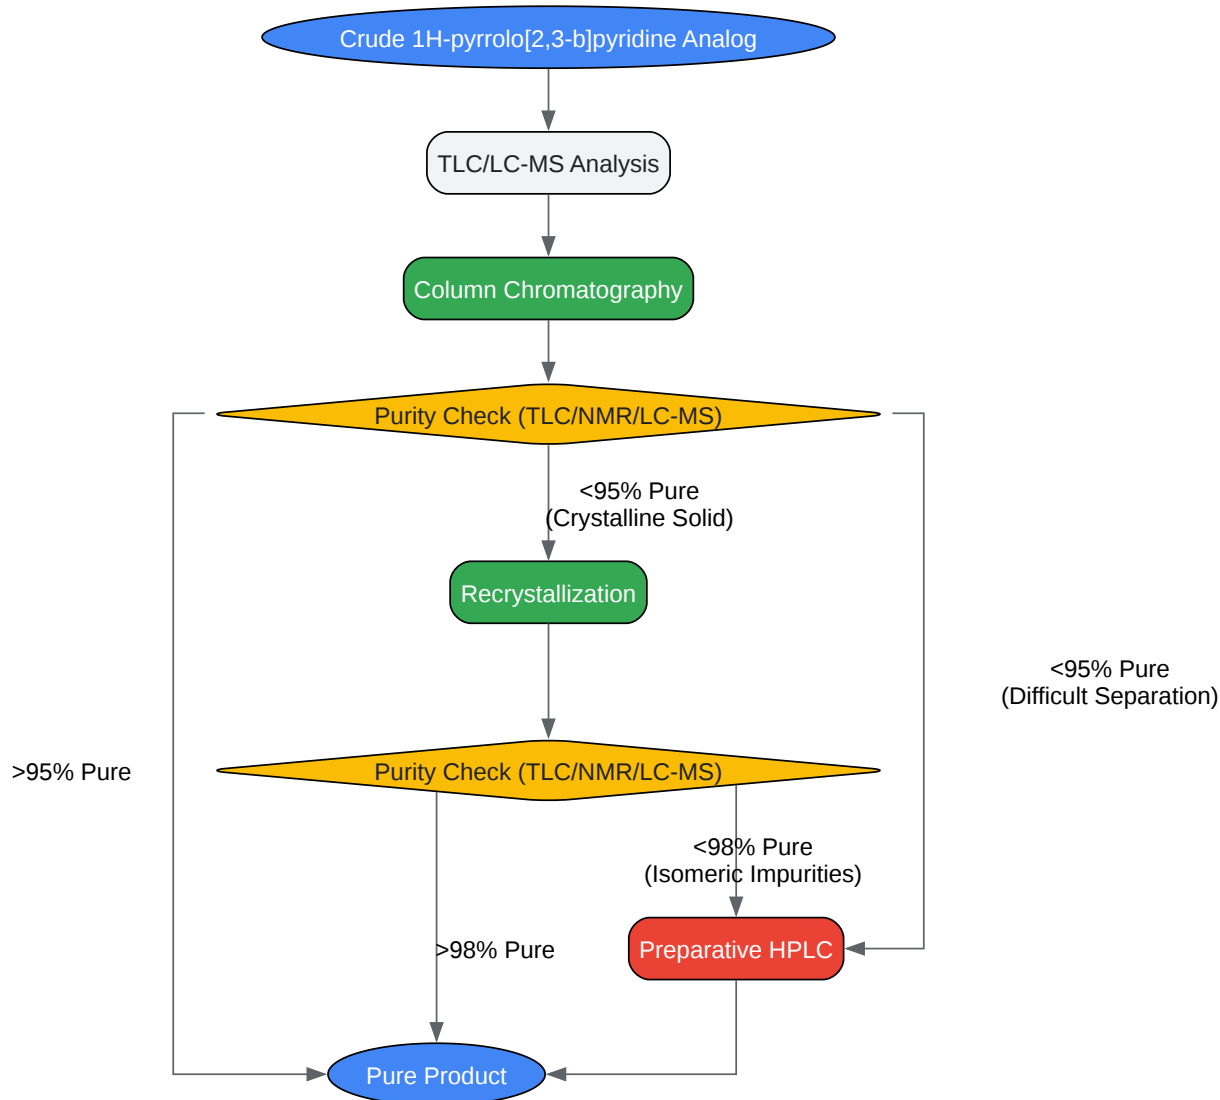 Crude 1H-pyrrolo[2,3-b]pyridine Analog
TLC/LC-MS Analysis
Column Chromatography
Purity Check (TLC/NMR/LC-MS)
<95% Pure
(Crystalline Solid)
Recrystallization
<95% Pure
(Difficult Separation)
>95% Pure
Purity Check (TLC/NMR/LC-MS)
<98% Pure
(Isomeric Impurities)
>98% Pure
Preparative HPLC
Pure Product